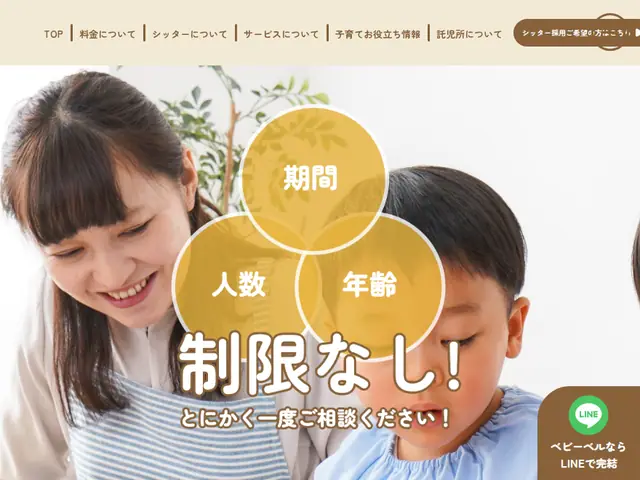 TOP
料金について
シッターについて
サービスについて
子育てお役立ち情報
託児所について
シッター採用ご希望の方はこちら
期間
人数
年齢
制限なし!
とにかく一度ご相談ください！
LINE
ベビーベルなら
LINEで完結